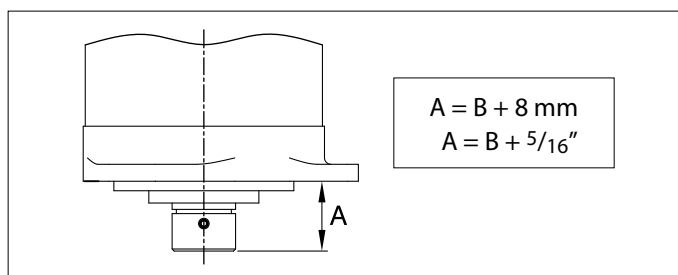 A = B + 8 mm
A = B + 5/16"
A